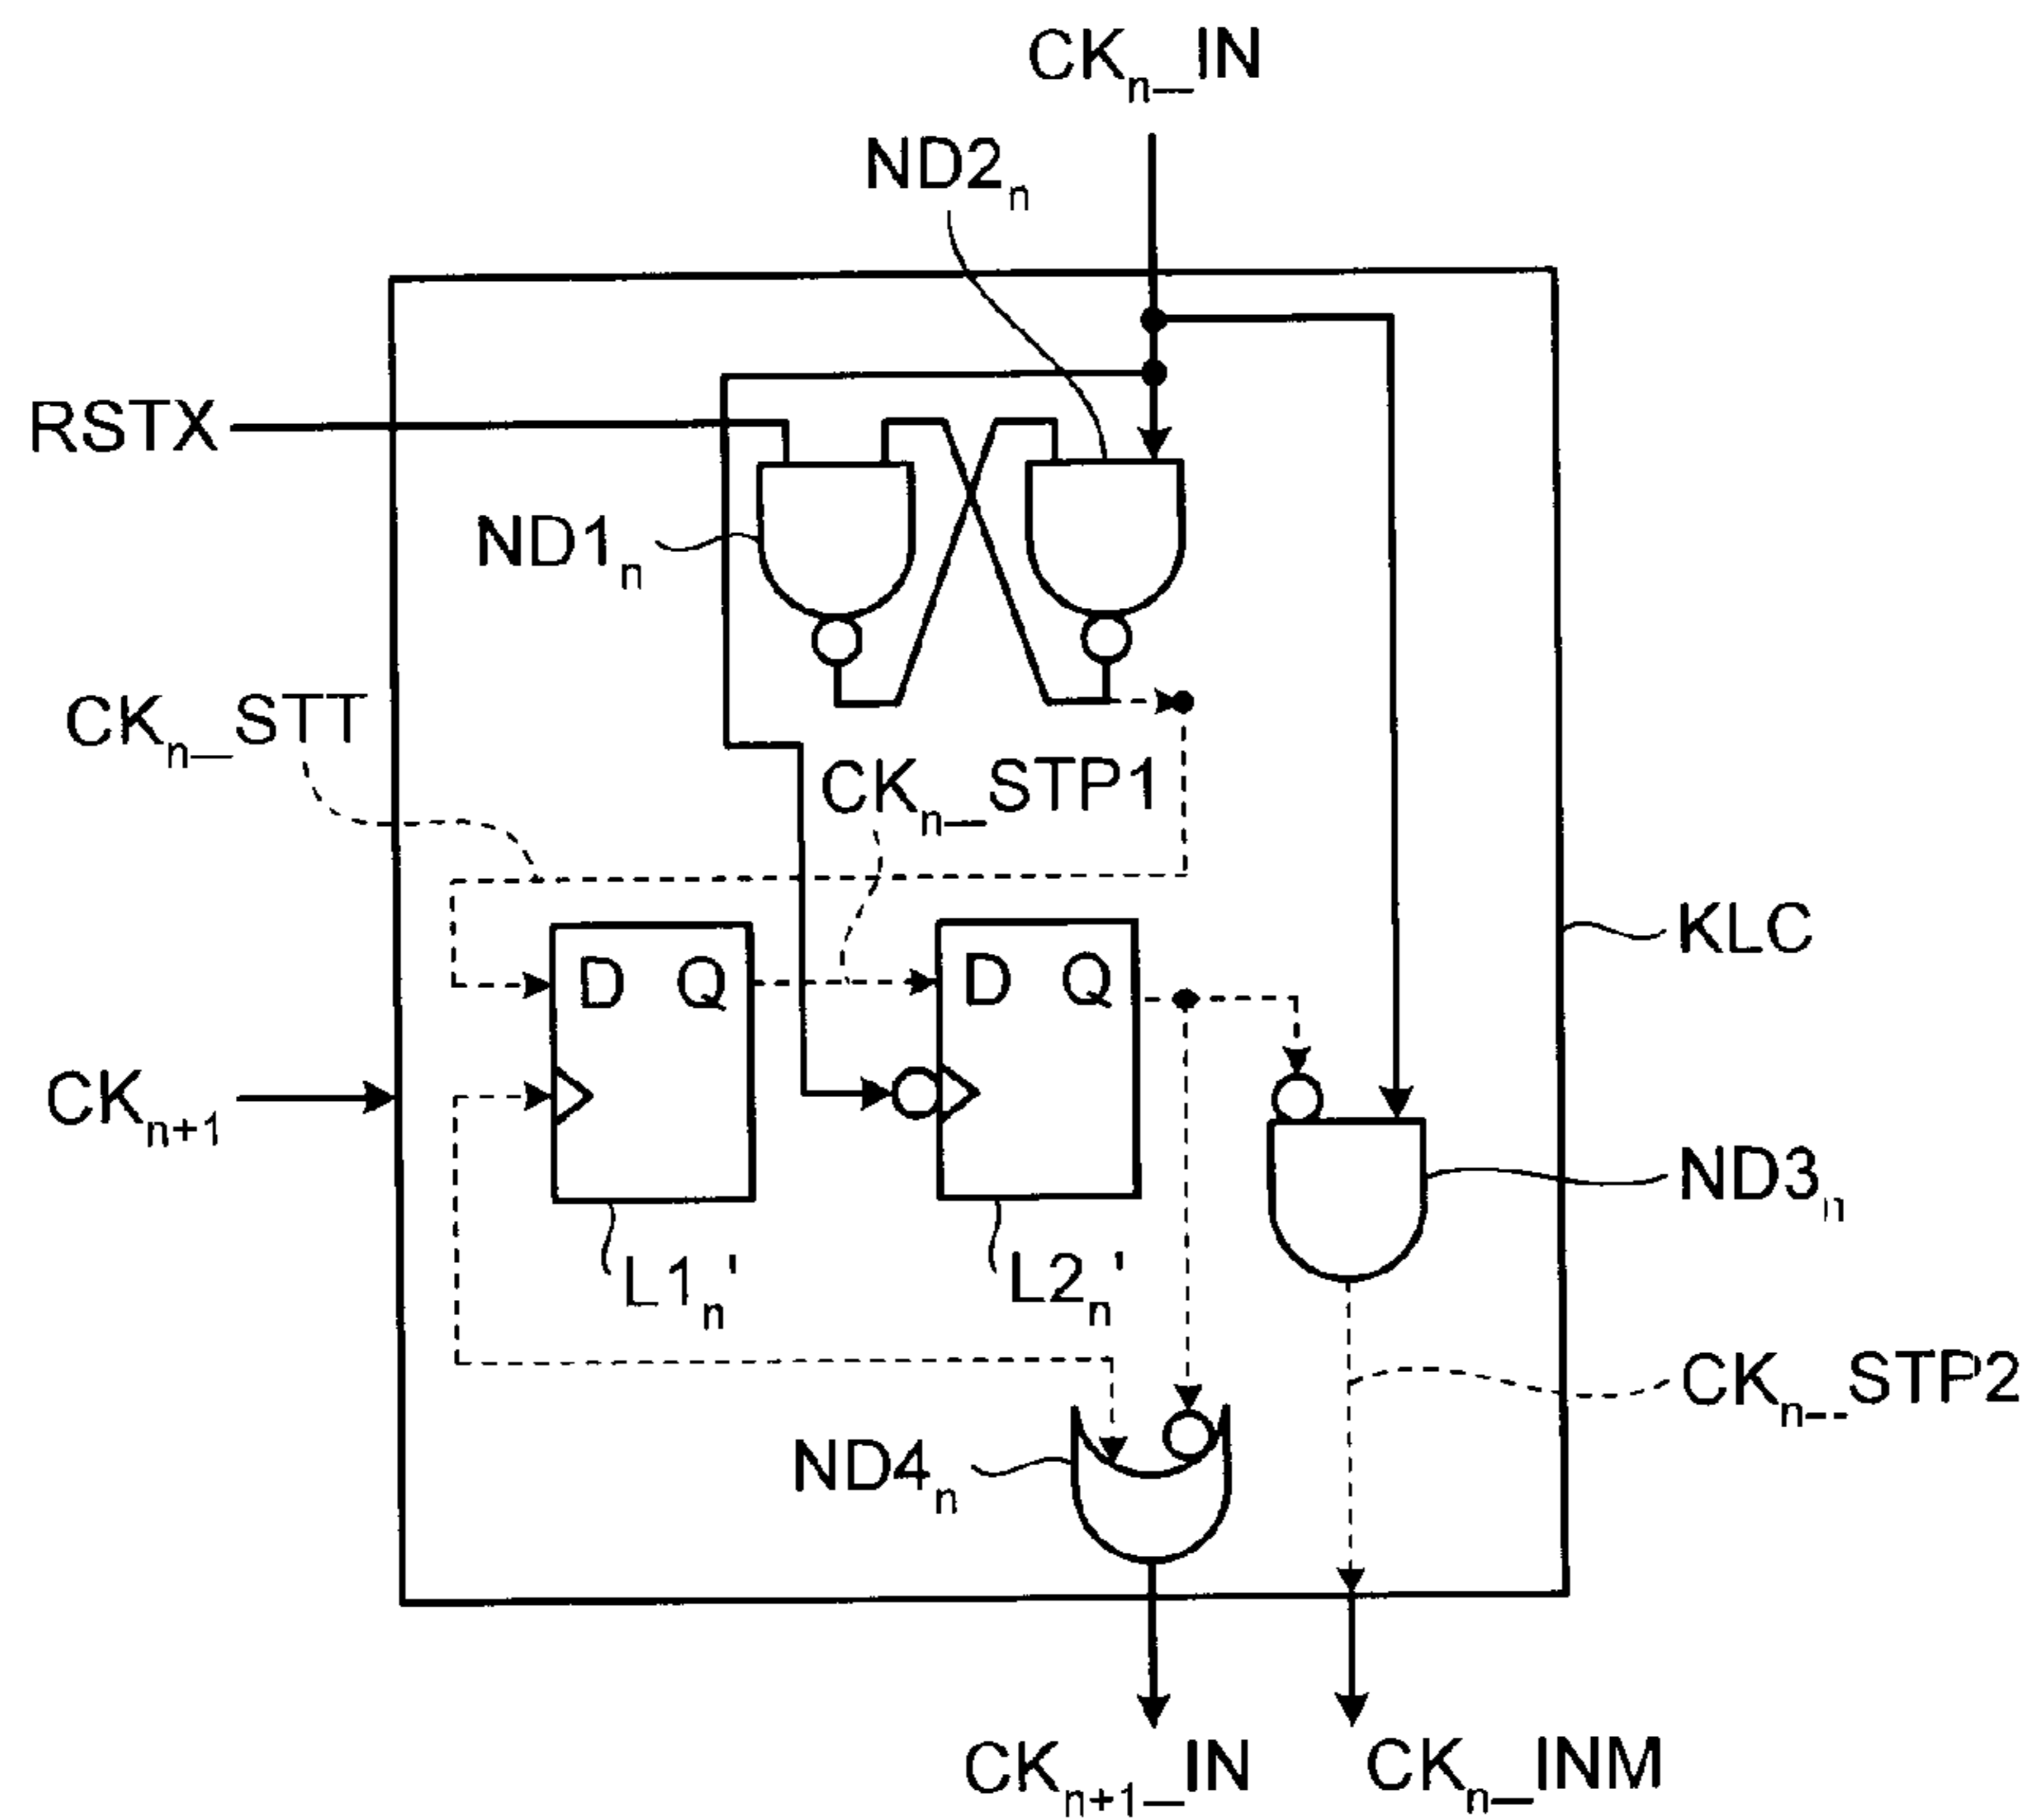 CKn_IN
ND2n
RSTX
ND1n
CKn_STT
CKn_STP1
KLC
D Q
D Q
CKn+1
ND3n
L1n'
L2n'
CKn_STP2
ND4n
CKn+1_IN
CKn_INM